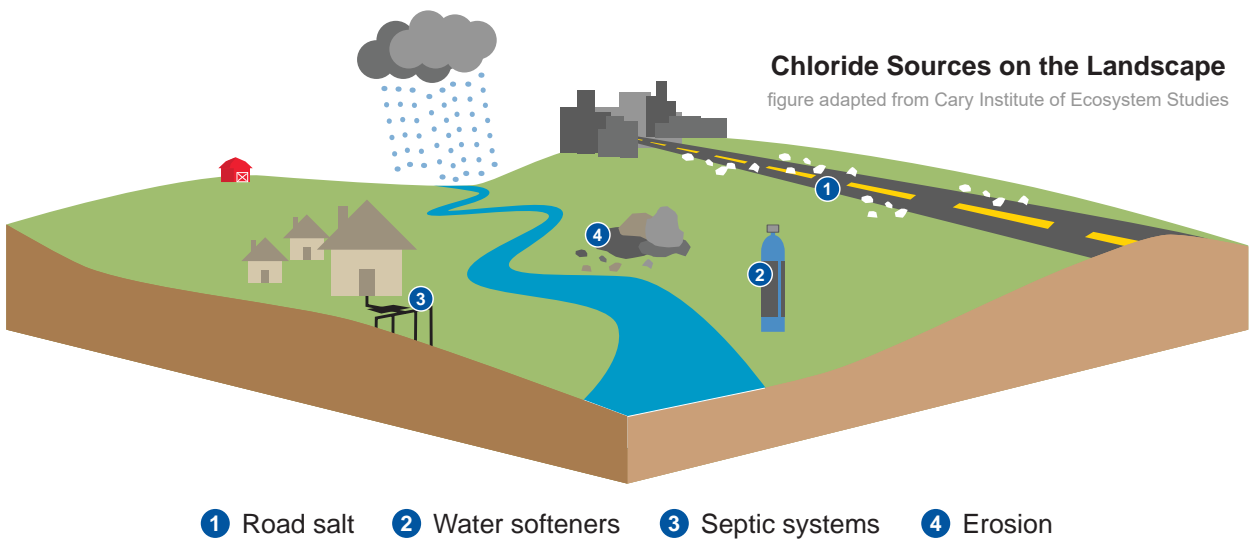 Chloride Sources on the Landscape
figure adapted from Cary Institute of Ecosystem Studies
1
4
2
3
1 Road salt 2 Water softeners 3 Septic systems 4 Erosion